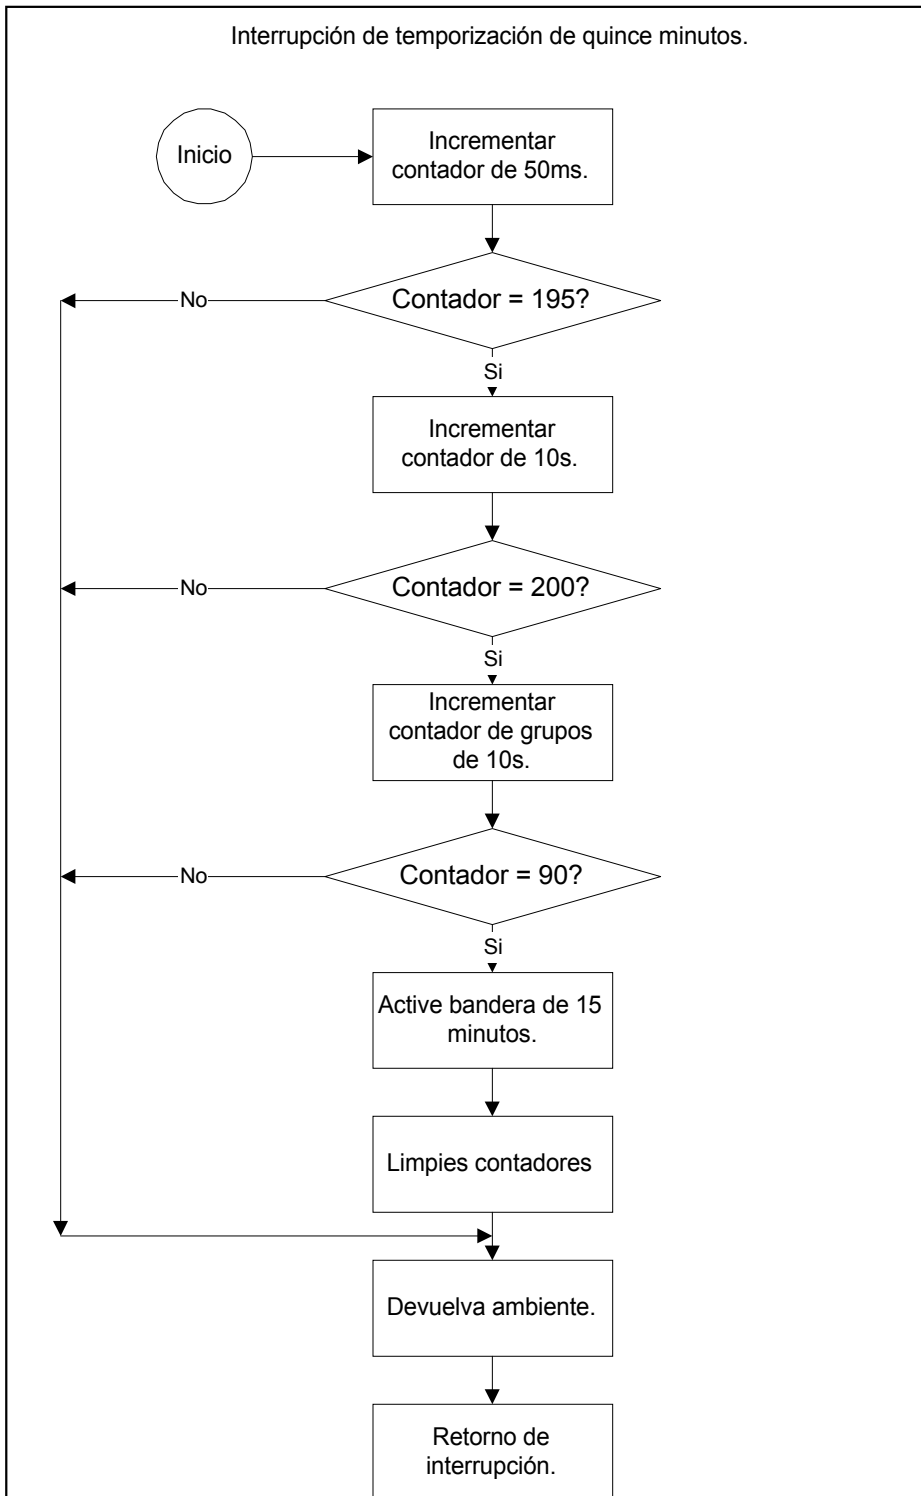 Interrupción de temporización de quince minutos.
Inicio
Incrementar
contador de 50ms.
Contador = 195?
No
Si
Incrementar
contador de 10s.
Contador = 200?
No
Si
Incrementar
contador de grupos
de 10s.
Contador = 90?
No
Si
Active bandera de 15
minutos.
Limpies contadores
Devuelva ambiente.
Retorno de
interrupción.